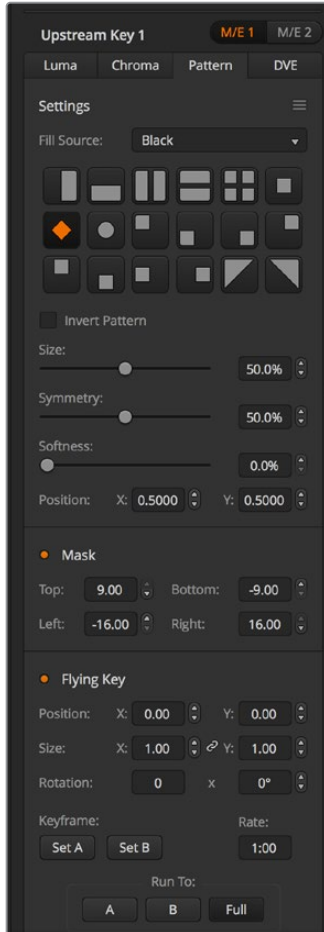 Upstream Key 1 M/E 1 M/E 2
Luma Chroma Pattern DVE
Settings
Fill Source: Black
Invert Pattern
Size:
50.0%
Symmetry:
50.0%
Softness:
0.0%
Position: X: 0.5000 Y: 0.5000
Mask
Top: 9.00 Bottom: -9.00
Left: -16.00 Right: 16.00
Flying Key
Position: X: 0.00 Y: 0.00
Size: X: 1.00 Y: 1.00
Rotation: 0 x 0°
Keyframe: Rate:
Set A Set B 1:00
Run To:
A B Full